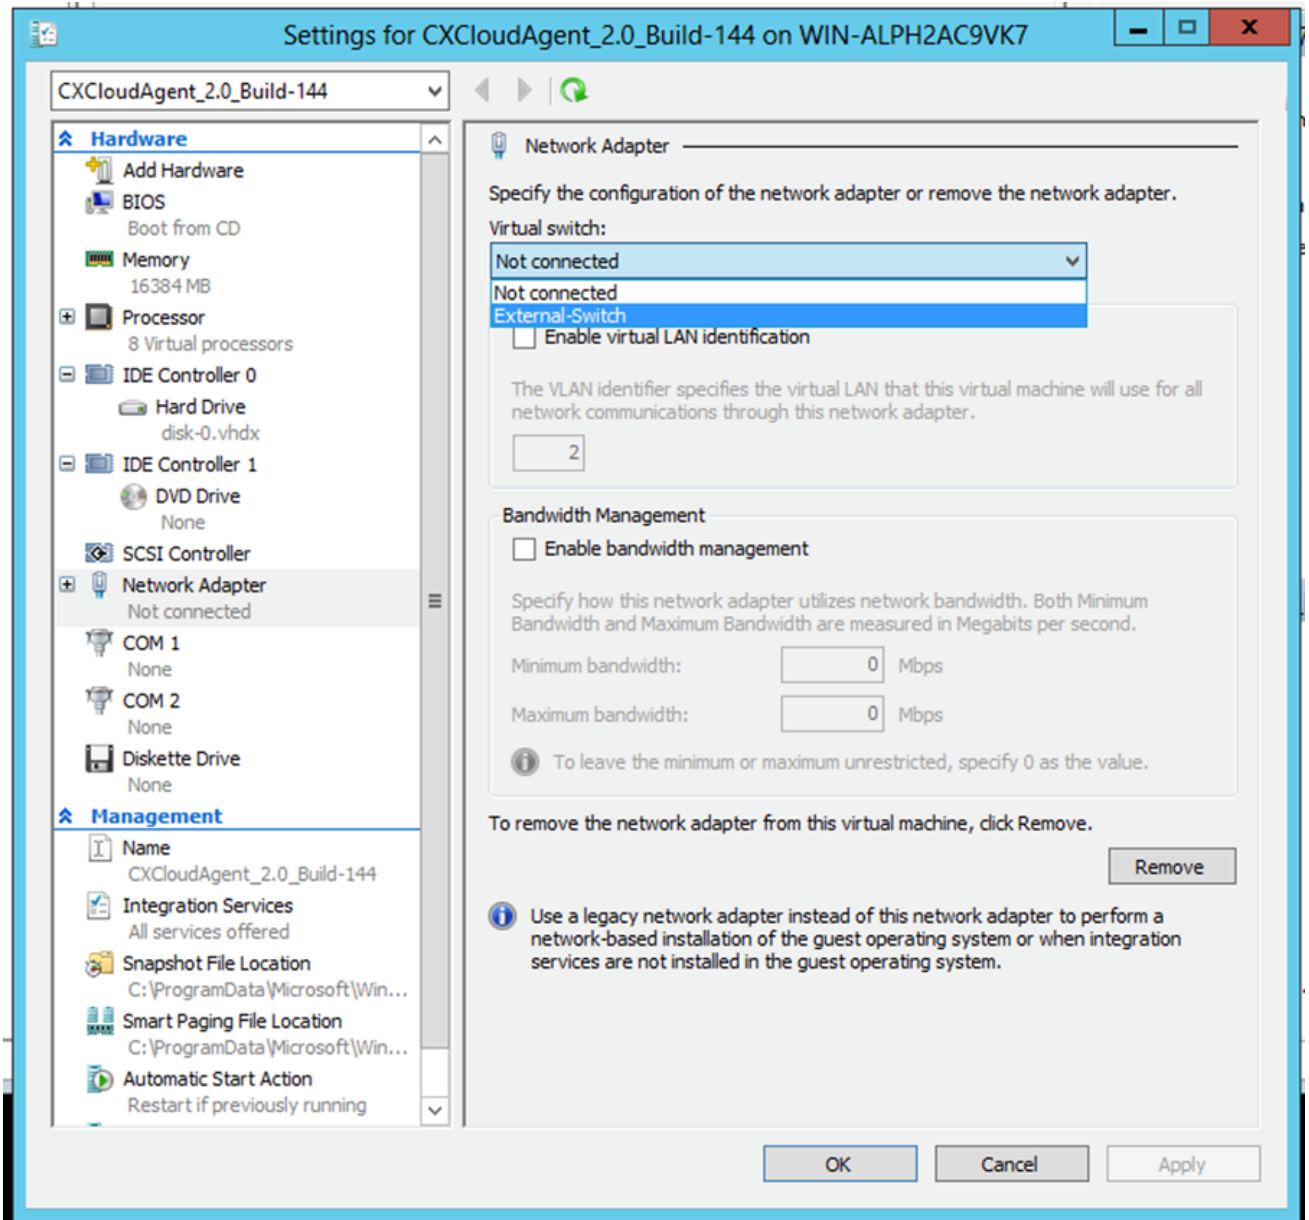 Settings for CXCloudAgent_2.0_Build-144 on WIN-ALPH2AC9VK7
CXCloudAgent_2.0_Build-144
Hardware
Add Hardware
BIOS
Boot from CD
Memory
16384 MB
Processor
8 Virtual processors
IDE Controller 0
Hard Drive
disk-0.vhdx
IDE Controller 1
DVD Drive
None
SCSI Controller
Network Adapter
Not connected
COM 1
None
COM 2
None
Diskette Drive
None
Management
Name
CXCloudAgent_2.0_Build-144
Integration Services
All services offered
Snapshot File Location
C:\ProgramData\Microsoft\Win...
Smart Paging File Location
C:\ProgramData\Microsoft\Win...
Automatic Start Action
Restart if previously running
Network Adapter
Specify the configuration of the network adapter or remove the network adapter.
Virtual switch:
Not connected
Not connected
External-Switch
Enable virtual LAN identification
The VLAN identifier specifies the virtual LAN that this virtual machine will use for all
network communications through this network adapter.
2
Bandwidth Management
Enable bandwidth management
Specify how this network adapter utilizes network bandwidth. Both Minimum
Bandwidth and Maximum Bandwidth are measured in Megabits per second.
Minimum bandwidth: 0 Mbps
Maximum bandwidth: 0 Mbps
To leave the minimum or maximum unrestricted, specify 0 as the value.
To remove the network adapter from this virtual machine, click Remove.
Remove
Use a legacy network adapter instead of this network adapter to perform a
network-based installation of the guest operating system or when integration
services are not installed in the guest operating system.
OK Cancel Apply